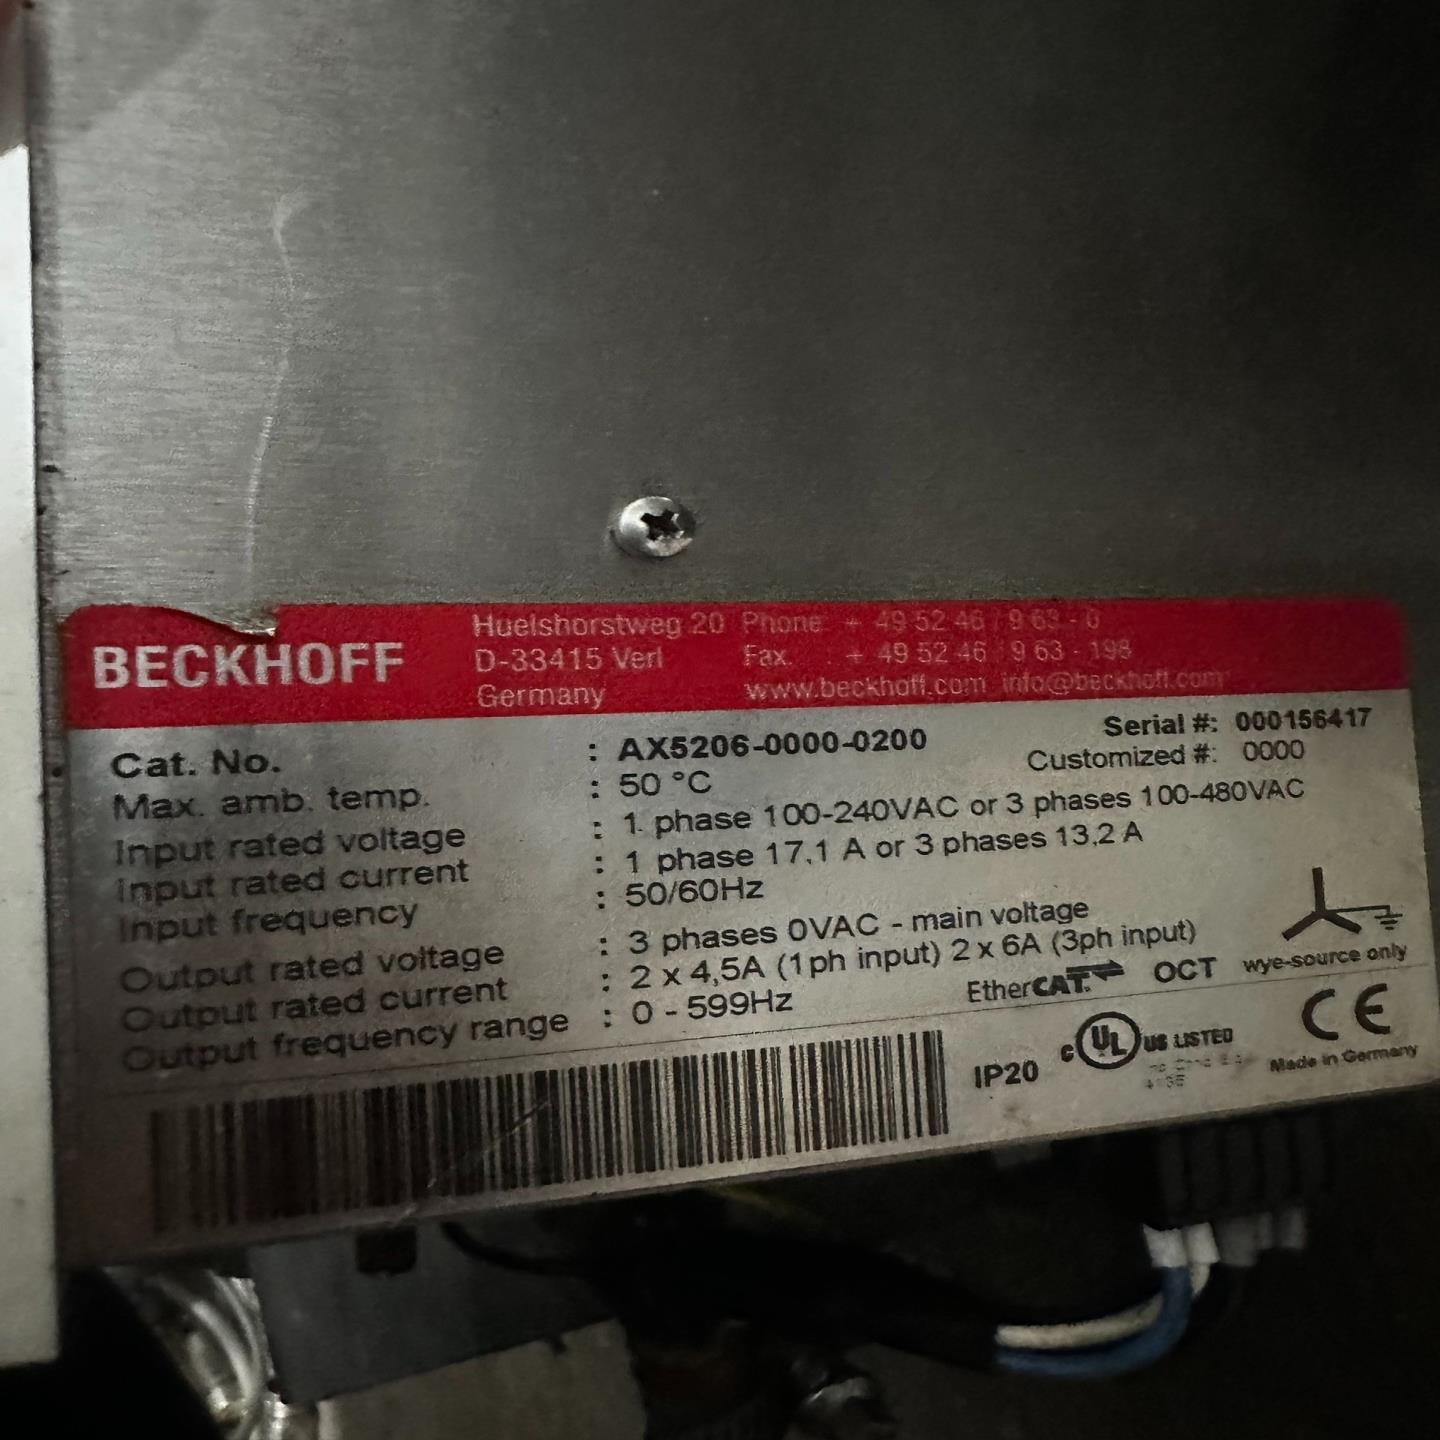 BECKHOFF
Huelshorstweg 20 Phone: + 49 52 46 / 9 63 - 0
D-33415 Verl Fax. : + 49 52 46 / 9 63 - 198
Germany www.beckhoff.com info@beckhoff.com
Serial #: 000156417
Cat. No. : AX5206-0000-0200
Customized #: 0000
Max. amb. temp. : 50 °C
Input rated voltage : 1 phase 100-240VAC or 3 phases 100-480VAC
Input rated current : 1 phase 17,1 A or 3 phases 13,2 A
Input frequency : 50/60Hz
Output rated voltage : 3 phases 0VAC - main voltage
Output rated current : 2 x 4,5A (1ph input) 2 x 6A (3ph input)
Output frequency range : 0 - 599Hz
EtherCAT. OCT wye-source only
IP20 c UL US LISTED CE
Made in Germany